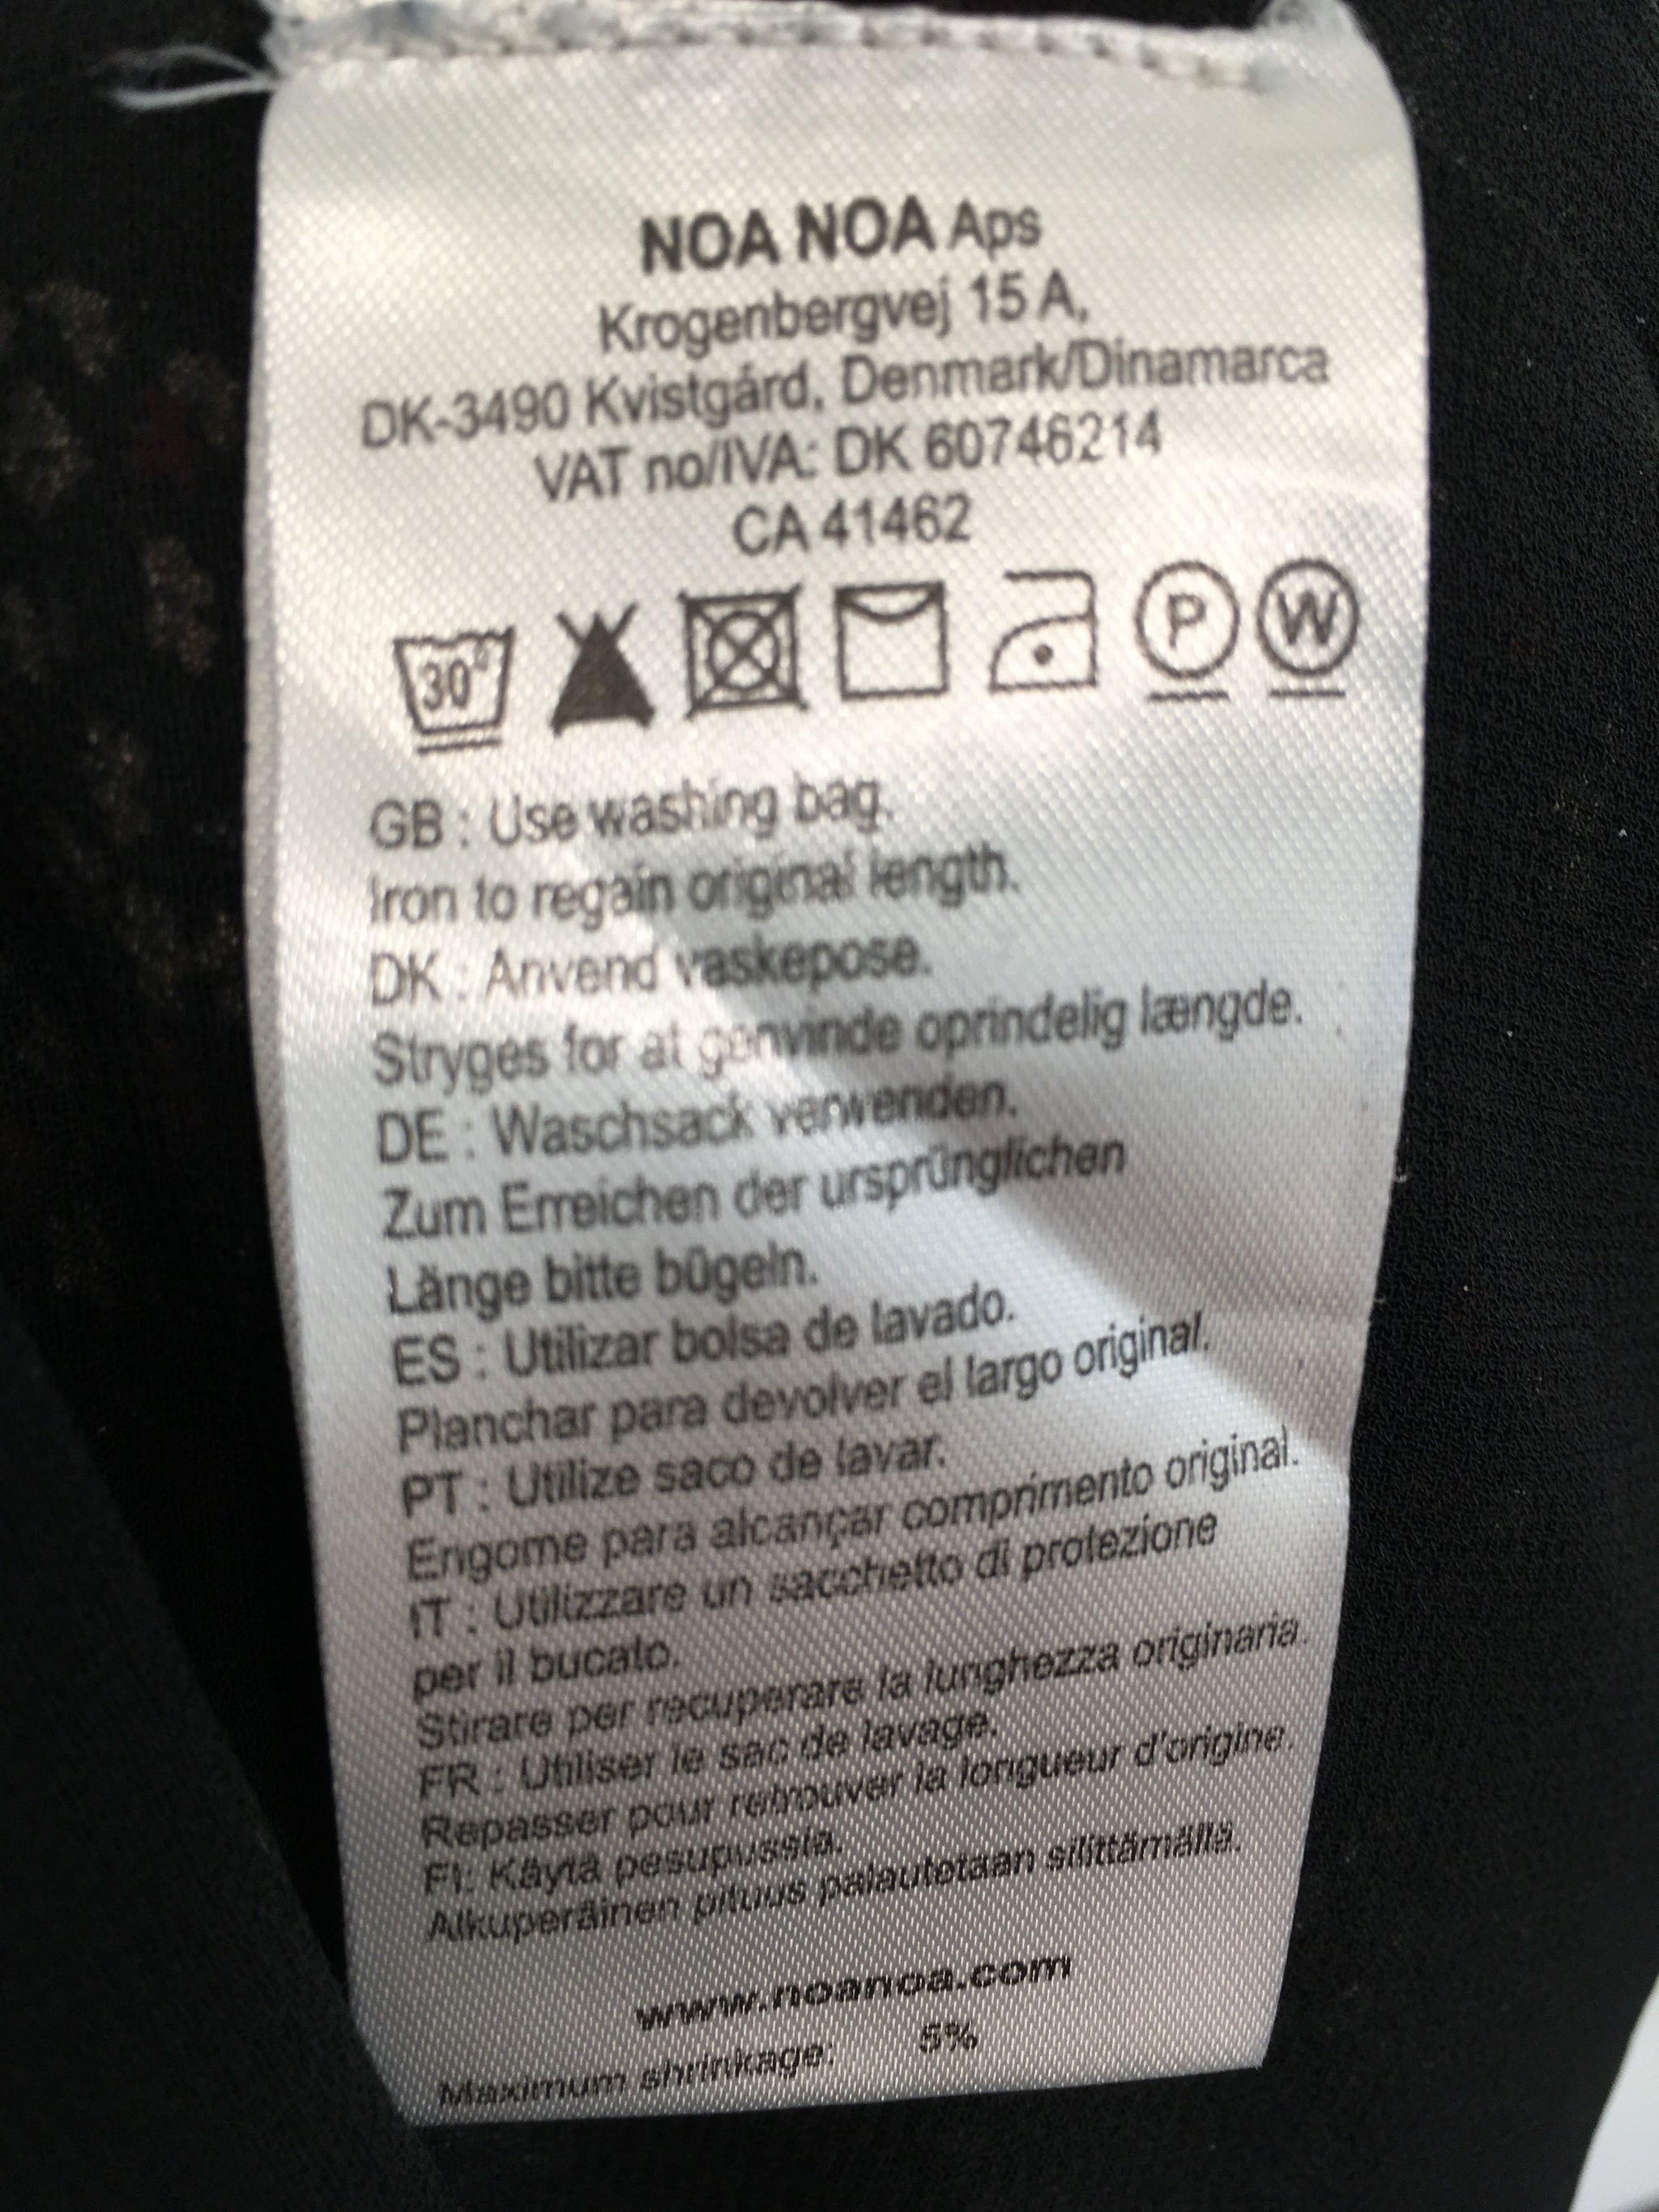 NOA NOA Aps
Krogenbergvej 15 A,
DK-3490 Kvistgård, Denmark/Dinamarca
VAT no/IVA: DK 60746214
CA 41462
30° P W
GB : Use washing bag.
Iron to regain original length.
DK : Anvend vaskepose.
Stryges for at genvinde oprindelig længde.
DE : Waschsack verwenden.
Zum Erreichen der ursprünglichen
Länge bitte bügeln.
ES : Utilizar bolsa de lavado.
Planchar para devolver el largo original.
PT : Utilize saco de lavar.
Engome para alcançar comprimento original.
IT : Utilizzare un sacchetto di protezione
per il bucato.
Stirare per recuperare la lunghezza originaria.
FR : Utiliser le sac de lavage.
Repasser pour retrouver la longueur d'origine.
FI: Käytä pesupussia.
Alkuperäinen pituus palautetaan silittämällä.
www.noanoa.com
Maximum shrinkage: 5%